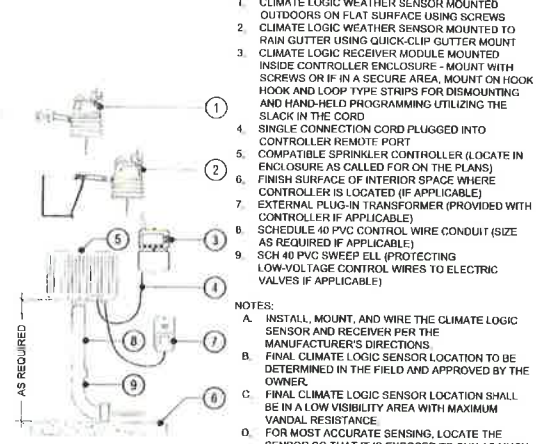 1. CLIMATE LOGIC WEATHER SENSOR MOUNTED
OUTDOORS ON FLAT SURFACE USING SCREWS
2. CLIMATE LOGIC WEATHER SENSOR MOUNTED TO
RAIN GUTTER USING QUICK-CLIP GUTTER MOUNT
3. CLIMATE LOGIC RECEIVER MODULE MOUNTED
INSIDE CONTROLLER ENCLOSURE - MOUNT WITH
SCREWS OR IF IN A SECURE AREA, MOUNT ON HOOK
HOOK AND LOOP TYPE STRIPS FOR DISMOUNTING
AND HAND-HELD PROGRAMMING UTILIZING THE
SLACK IN THE CORD
4. SINGLE CONNECTION CORD PLUGGED INTO
CONTROLLER REMOTE PORT
5. COMPATIBLE SPRINKLER CONTROLLER (LOCATE IN
ENCLOSURE AS CALLED FOR ON THE PLANS)
6. FINISH SURFACE OF INTERIOR SPACE WHERE
CONTROLLER IS LOCATED (IF APPLICABLE)
7. EXTERNAL PLUG-IN TRANSFORMER (PROVIDED WITH
CONTROLLER IF APPLICABLE)
8. SCHEDULE 40 PVC CONTROL WIRE CONDUIT (SIZE
AS REQUIRED IF APPLICABLE)
9. SCH 40 PVC SWEEP ELL (PROTECTING
LOW-VOLTAGE CONTROL WIRES TO ELECTRIC
VALVES IF APPLICABLE)
NOTES:
A. INSTALL, MOUNT, AND WIRE THE CLIMATE LOGIC
SENSOR AND RECEIVER PER THE
MANUFACTURER'S DIRECTIONS.
B. FINAL CLIMATE LOGIC SENSOR LOCATION TO BE
DETERMINED IN THE FIELD AND APPROVED BY THE
OWNER.
C. FINAL CLIMATE LOGIC SENSOR LOCATION SHALL
BE IN A LOW VISIBILITY AREA WITH MAXIMUM
VANDAL RESISTANCE.
D. FOR MOST ACCURATE SENSING, LOCATE THE
1
2
5
3
4
8
7
9
6
AS REQUIRED